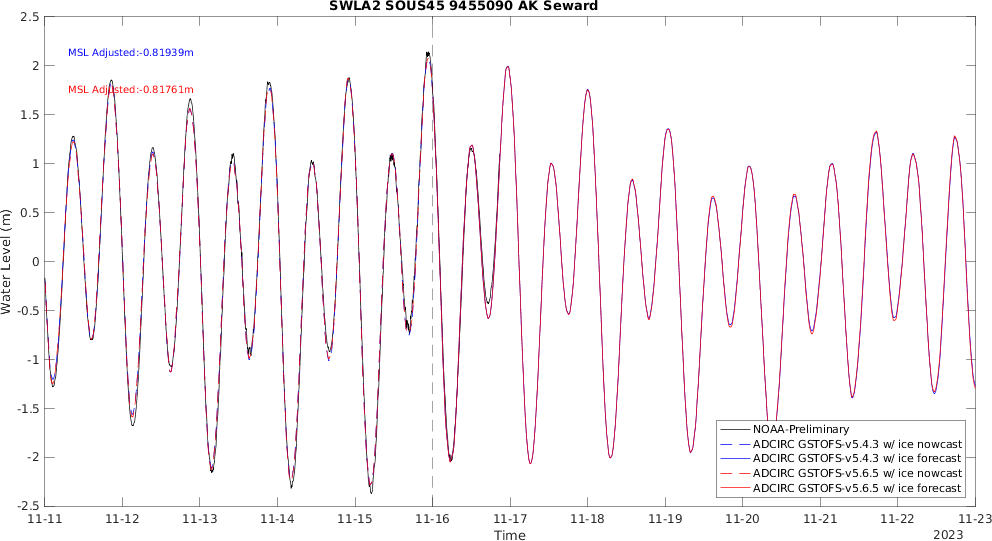 SWLA2 SOUS45 9455090 AK Seward
MSL Adjusted:-0.81939m
MSL Adjusted:-0.81761m
Water Level (m)
2.5
2
1.5
1
0.5
0
-0.5
-1
-1.5
-2
-2.5
NOAA-Preliminary
ADCIRC GSTOFS-v5.4.3 w/ ice nowcast
ADCIRC GSTOFS-v5.4.3 w/ ice forecast
ADCIRC GSTOFS-v5.6.5 w/ ice nowcast
ADCIRC GSTOFS-v5.6.5 w/ ice forecast
11-11 11-12 11-13 11-14 11-15 11-16 11-17 11-18 11-19 11-20 11-21 11-22 11-23
Time
2023